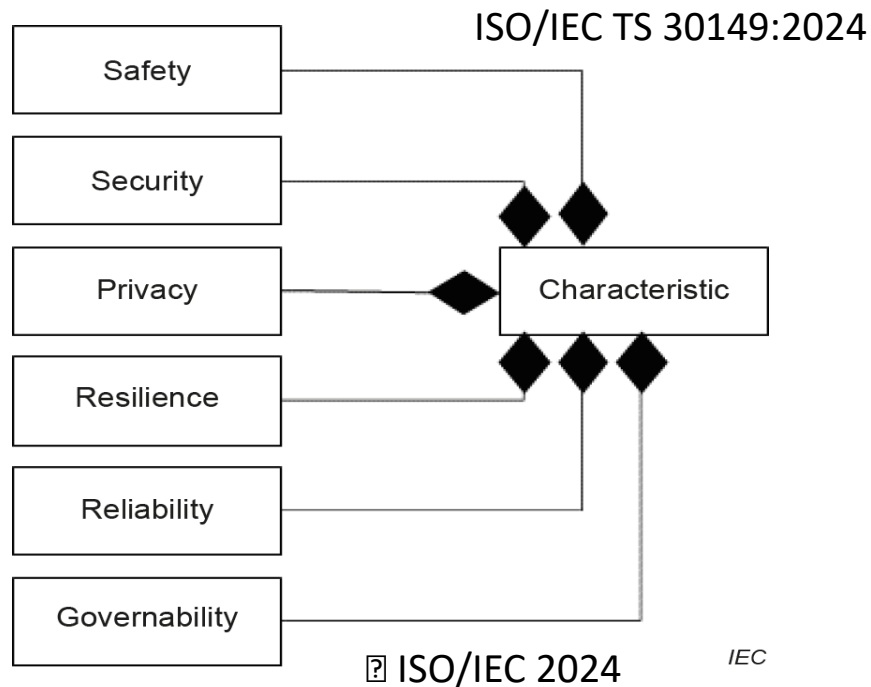 ISO/IEC TS 30149:2024
Safety
Security
Privacy
Characteristic
Resilience
Reliability
Governability
IEC
⍰ ISO/IEC 2024